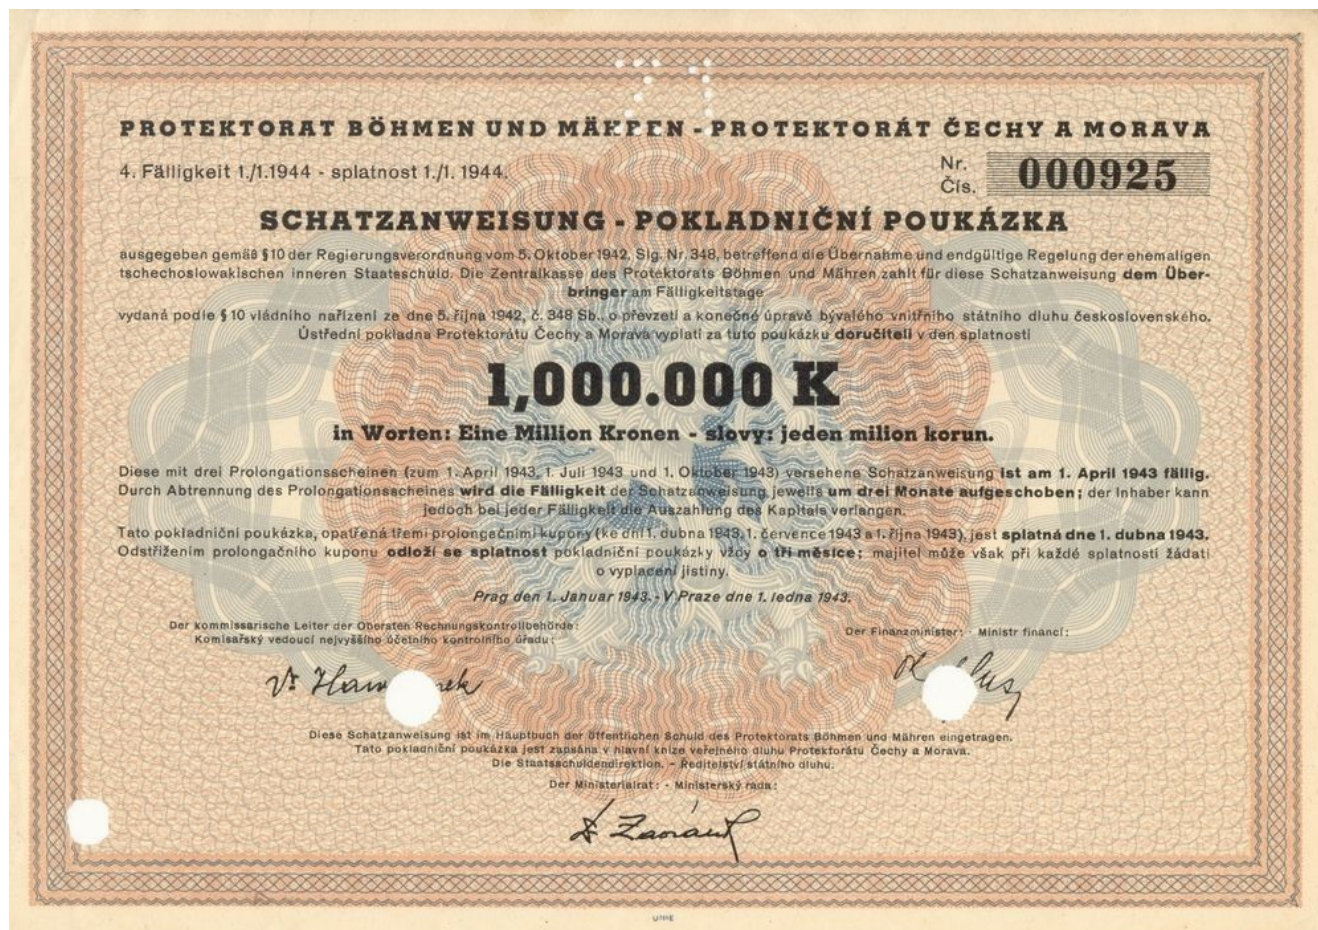 PROTEKTORAT BÖHMEN UND MÄHREN - PROTEKTORÁT ČECHY A MORAVA
4. Fälligkeit 1./1.1944 - splatnost 1./1. 1944.
Nr.
Čís. 000925
SCHATZANWEISUNG - POKLADNIČNÍ POUKÁZKA
ausgegeben gemäß §10 der Regierungsverordnung vom 5. Oktober 1942, Slg. Nr. 348, betreffend die Übernahme und endgültige Regelung der ehemaligen
tschechoslowakischen inneren Staatsschuld. Die Zentralkasse des Protektorats Böhmen und Mähren zahlt für diese Schatzanweisung dem Über-
bringer am Fälligkeitstage
vydaná podle §10 vládního nařízení ze dne 5. října 1942, č. 348 Sb., o převzetí a konečné úpravě bývalého vnitřního státního dluhu československého.
Ústřední pokladna Protektorátu Čechy a Morava vyplatí za tuto poukázku doručiteli v den splatnosti
1,000.000 K
in Worten: Eine Million Kronen - slovy: jeden milion korun.
Diese mit drei Prolongationsscheinen (zum 1. April 1943, 1. Juli 1943 und 1. Oktober 1943) versehene Schatzanweisung ist am 1. April 1943 fällig.
Durch Abtrennung des Prolongationsscheines wird die Fälligkeit der Schatzanweisung jeweils um drei Monate aufgeschoben; der Inhaber kann
jedoch bei jeder Fälligkeit die Auszahlung des Kapitals verlangen.
Tato pokladniční poukázka, opatřená třemi prolongačními kupony (ke dni 1. dubna 1943, 1. července 1943 a 1. října 1943), jest splatná dne 1. dubna 1943.
Odstřižením prolongačního kuponu odloží se splatnost pokladniční poukázky vždy o tři měsíce; majitel může však při každé splatnosti žádati
o vyplacení jistiny.
Prag den 1. Januar 1943. - V Praze dne 1. ledna 1943.
Der kommissarische Leiter der Obersten Rechnungskontrollbehörde:
Komisařský vedoucí nejvyššího účetního kontrolního úřadu:
Der Finanzminister: - Ministr financí:
Diese Schatzanweisung ist im Hauptbuch der öffentlichen Schuld des Protektorats Böhmen und Mähren eingetragen.
Tato pokladniční poukázka jest zapsána v hlavní knize veřejného dluhu Protektorátu Čechy a Morava.
Die Staatsschuldendirektion. - Ředitelství státního dluhu.
Der Ministerialrat: - Ministerský rada: